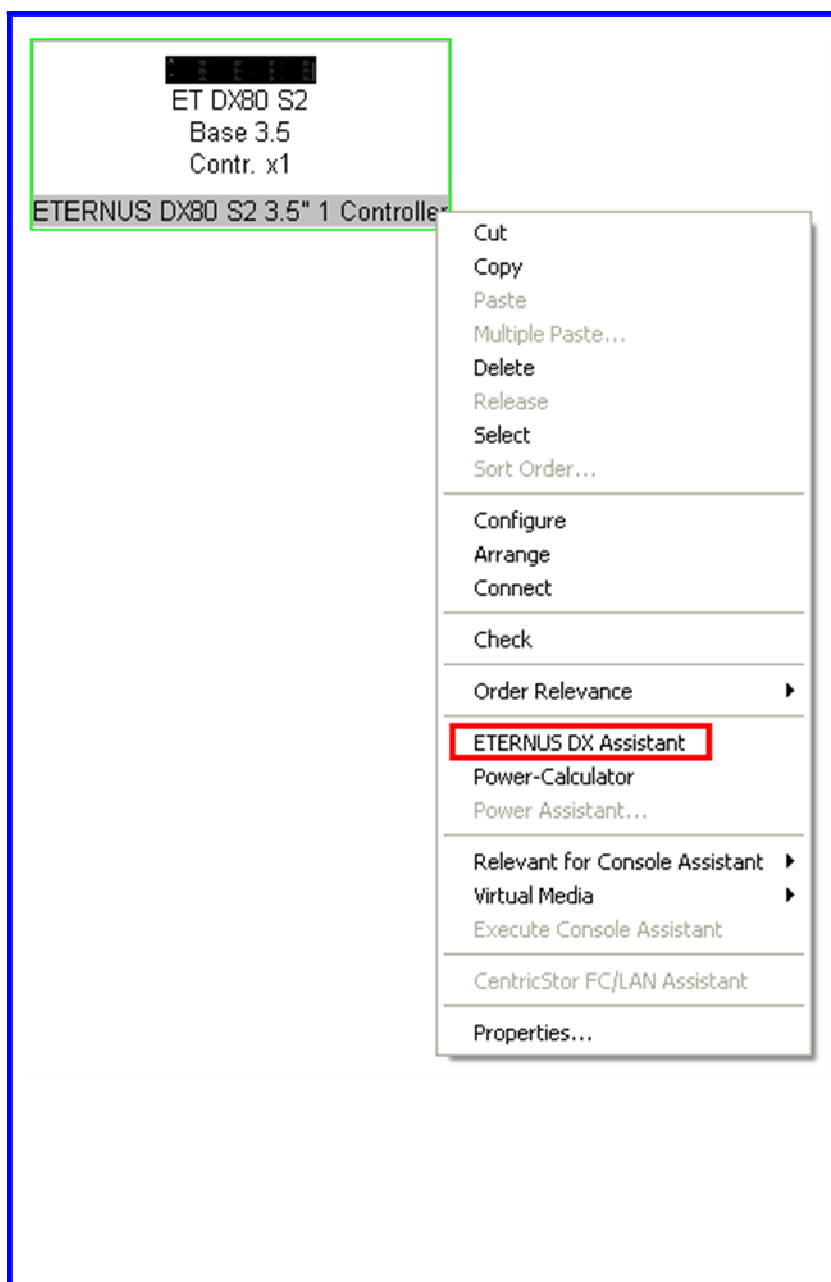 ET DX80 S2
Base 3.5
Contr. x1
ETERNUS DX80 S2 3.5" 1 Controller
Cut
Copy
Paste
Multiple Paste...
Delete
Release
Select
Sort Order...
Configure
Arrange
Connect
Check
Order Relevance
ETERNUS DX Assistant
Power-Calculator
Power Assistant...
Relevant for Console Assistant
Virtual Media
Execute Console Assistant
CentricStor FC/LAN Assistant
Properties...